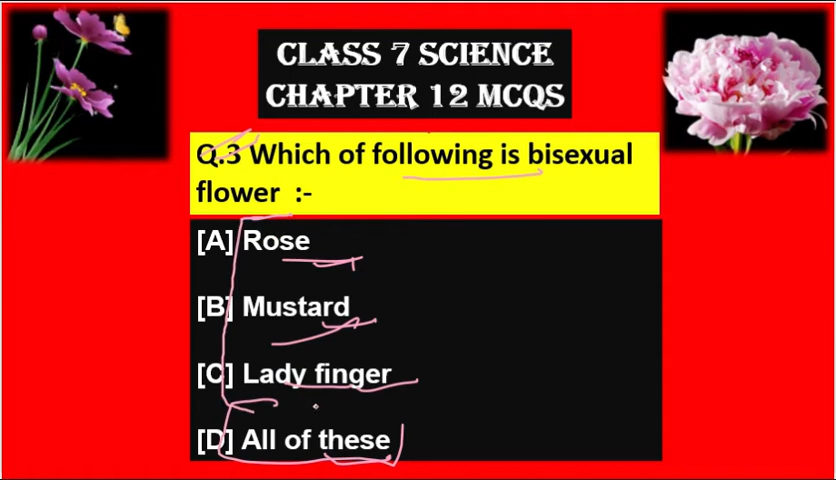 CLASS 7 SCIENCE
CHAPTER 12 MCQS
Q.3 Which of following is bisexual
flower :-
[A] Rose
[B] Mustard
[C] Lady finger
[D] All of these